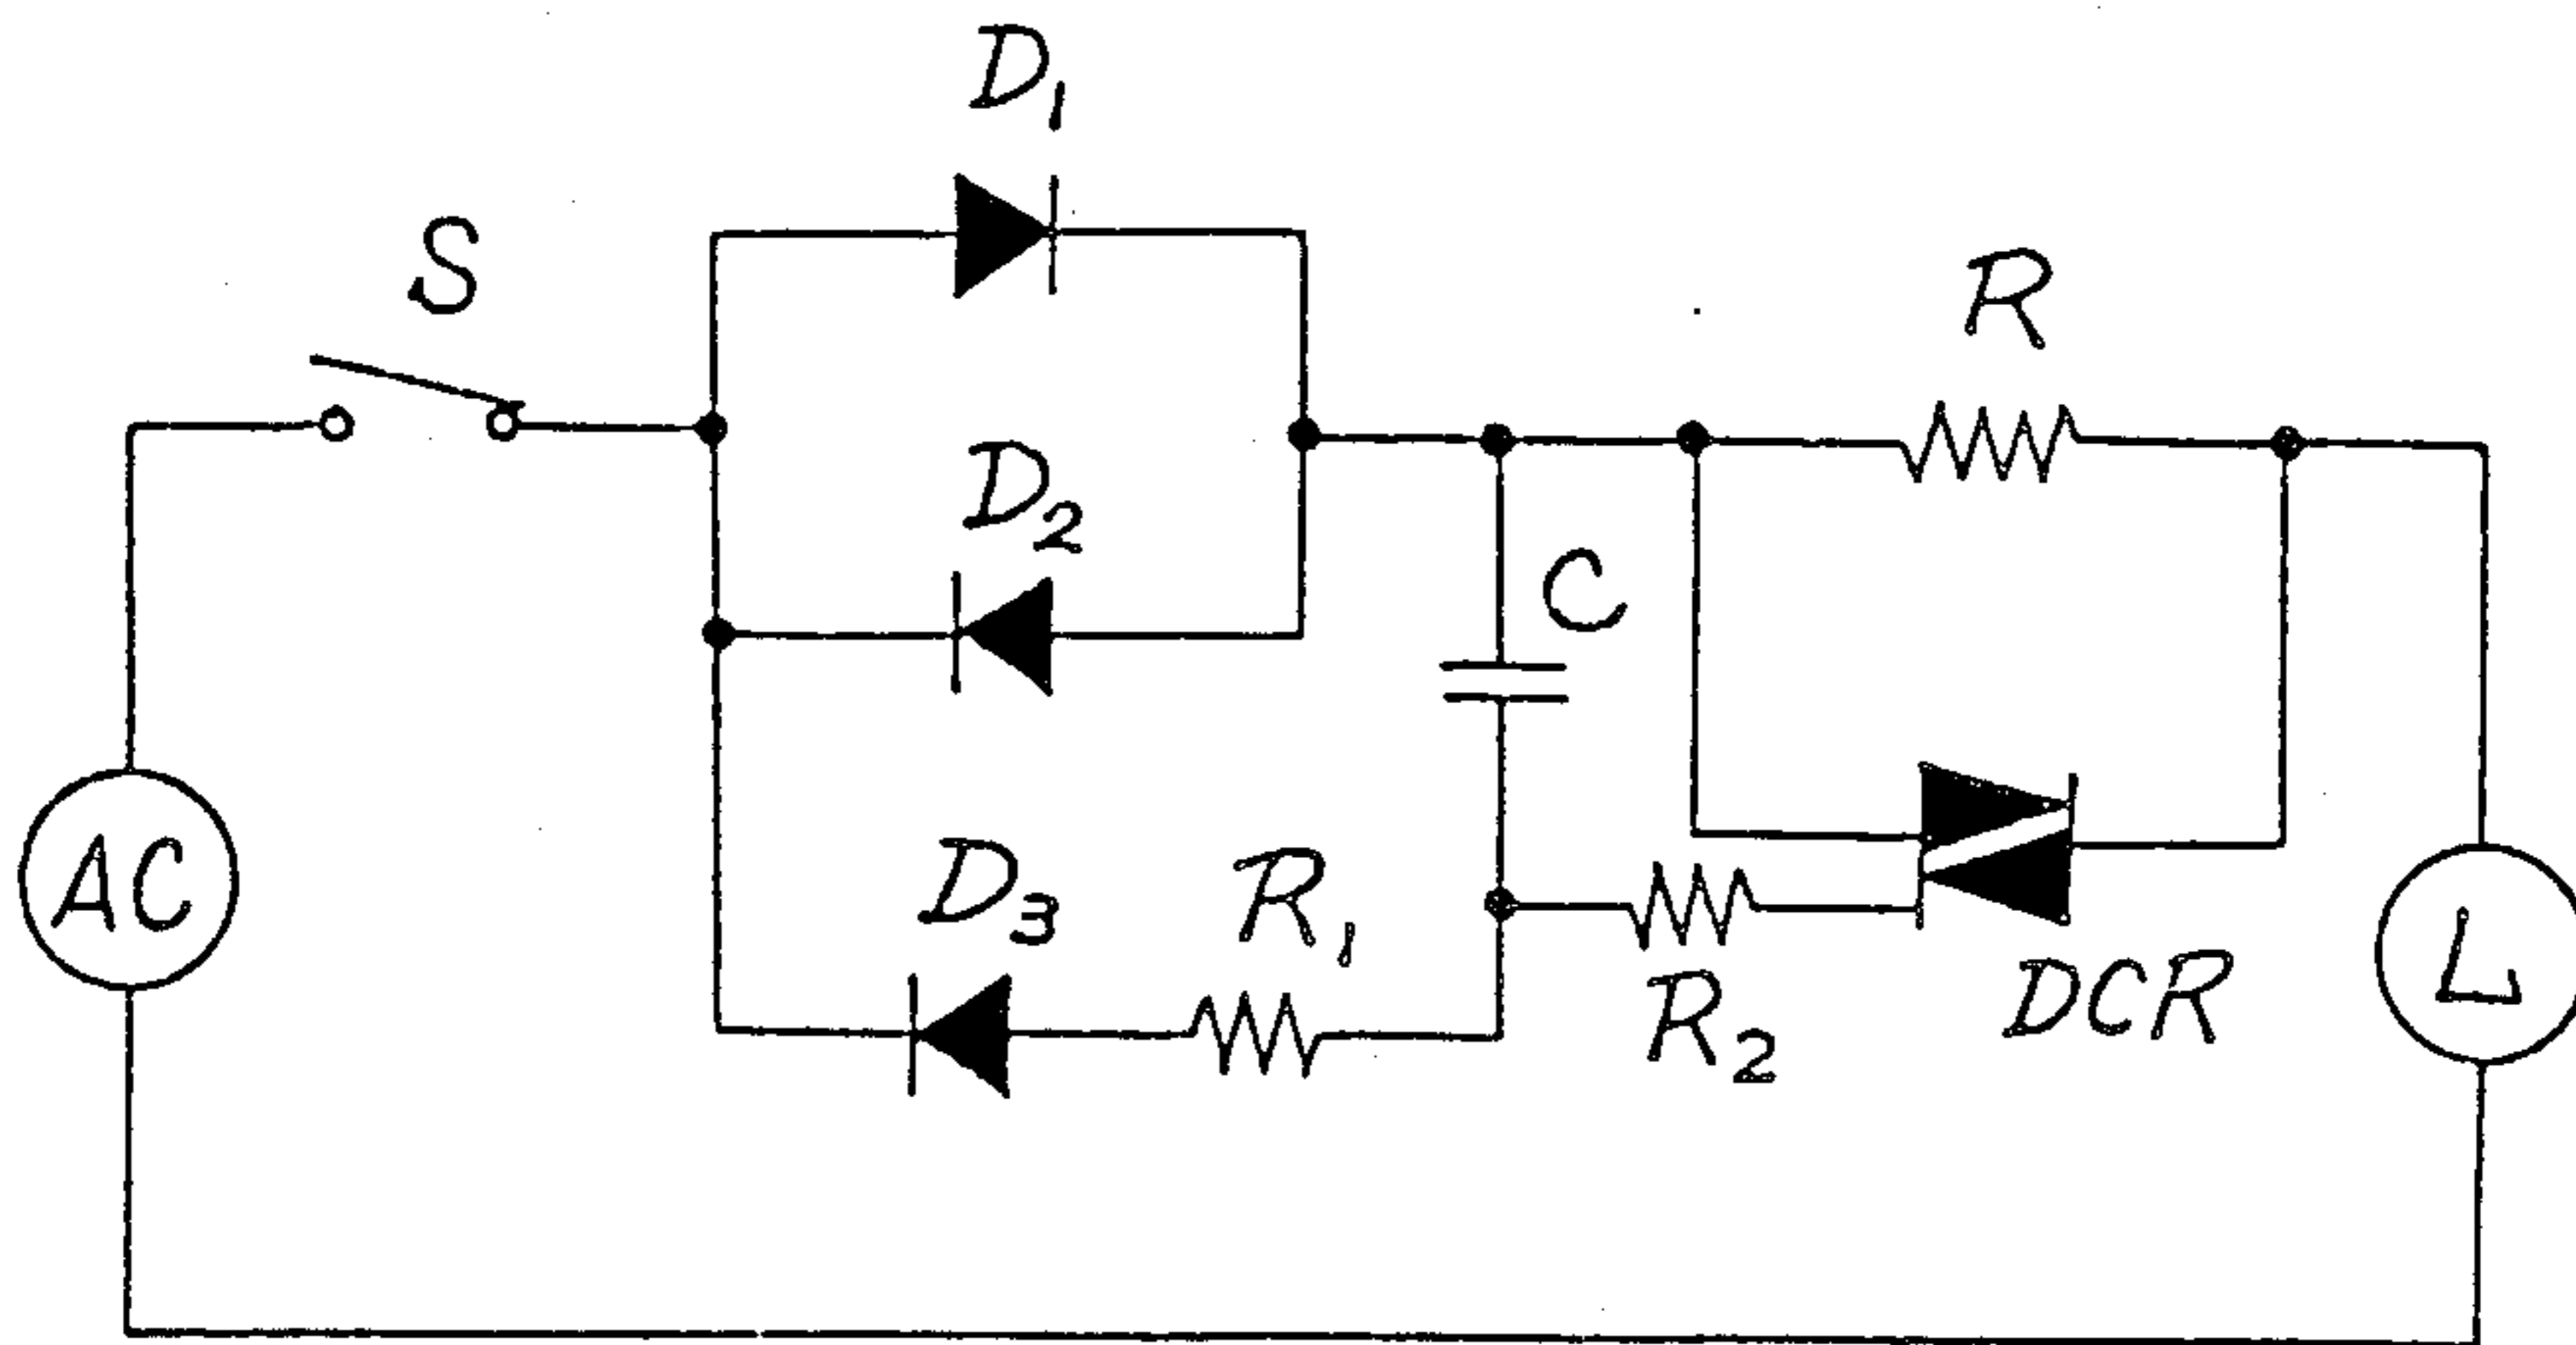 D₁
S
R
D₂
C
AC
D₃
R₁
R₂
DCR
L